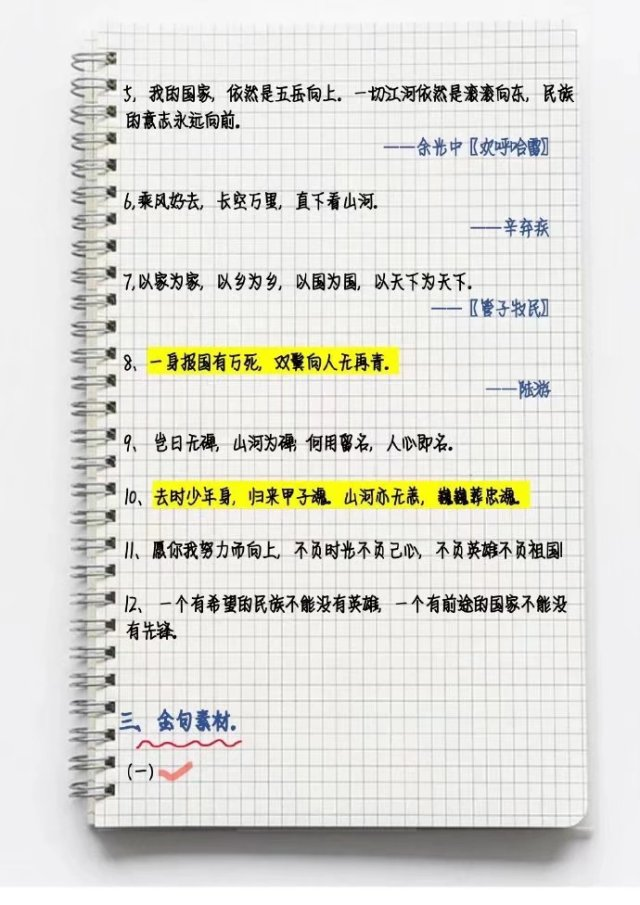 5, 我的国家, 依然是五岳向上. 一切江河依然是滚滚向东, 民族
的意志永远向前.
——余光中〖欢呼哈雷〗
6,乘风好去, 长空万里, 直下看山河.
——辛弃疾
7,以家为家, 以乡为乡, 以国为国, 以天下为天下.
——〖管子牧民〗
8、一身报国有万死, 双鬓向人无再青.
——陆游
9、岂曰无碑, 山河为碑; 何用留名, 人心即名.
10、去时少年身, 归来甲子魂. 山河亦无恙, 巍巍葬忠魂.
11、愿你我努力而向上, 不负时光不负己心, 不负英雄不负祖国!
12、一个有希望的民族不能没有英雄, 一个有前途的国家不能没
有先锋.
三、金句素材.
(一)